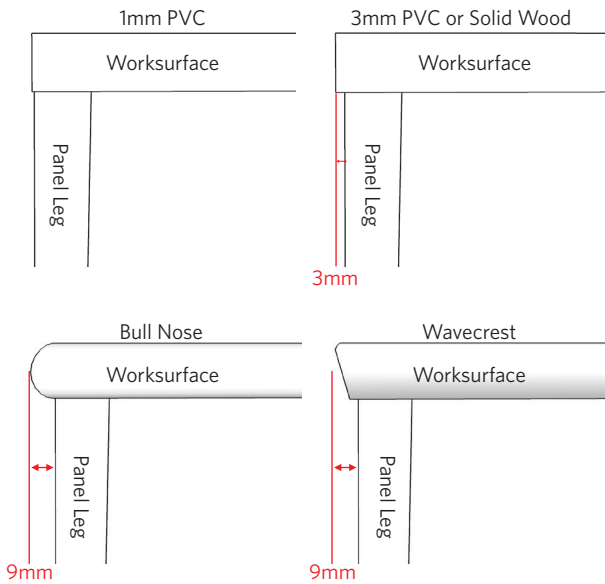 1mm PVC
3mm PVC or Solid Wood
Worksurface
Worksurface
Panel Leg
Panel Leg
3mm
Bull Nose
Wavecrest
Worksurface
Worksurface
Panel Leg
Panel Leg
9mm
9mm